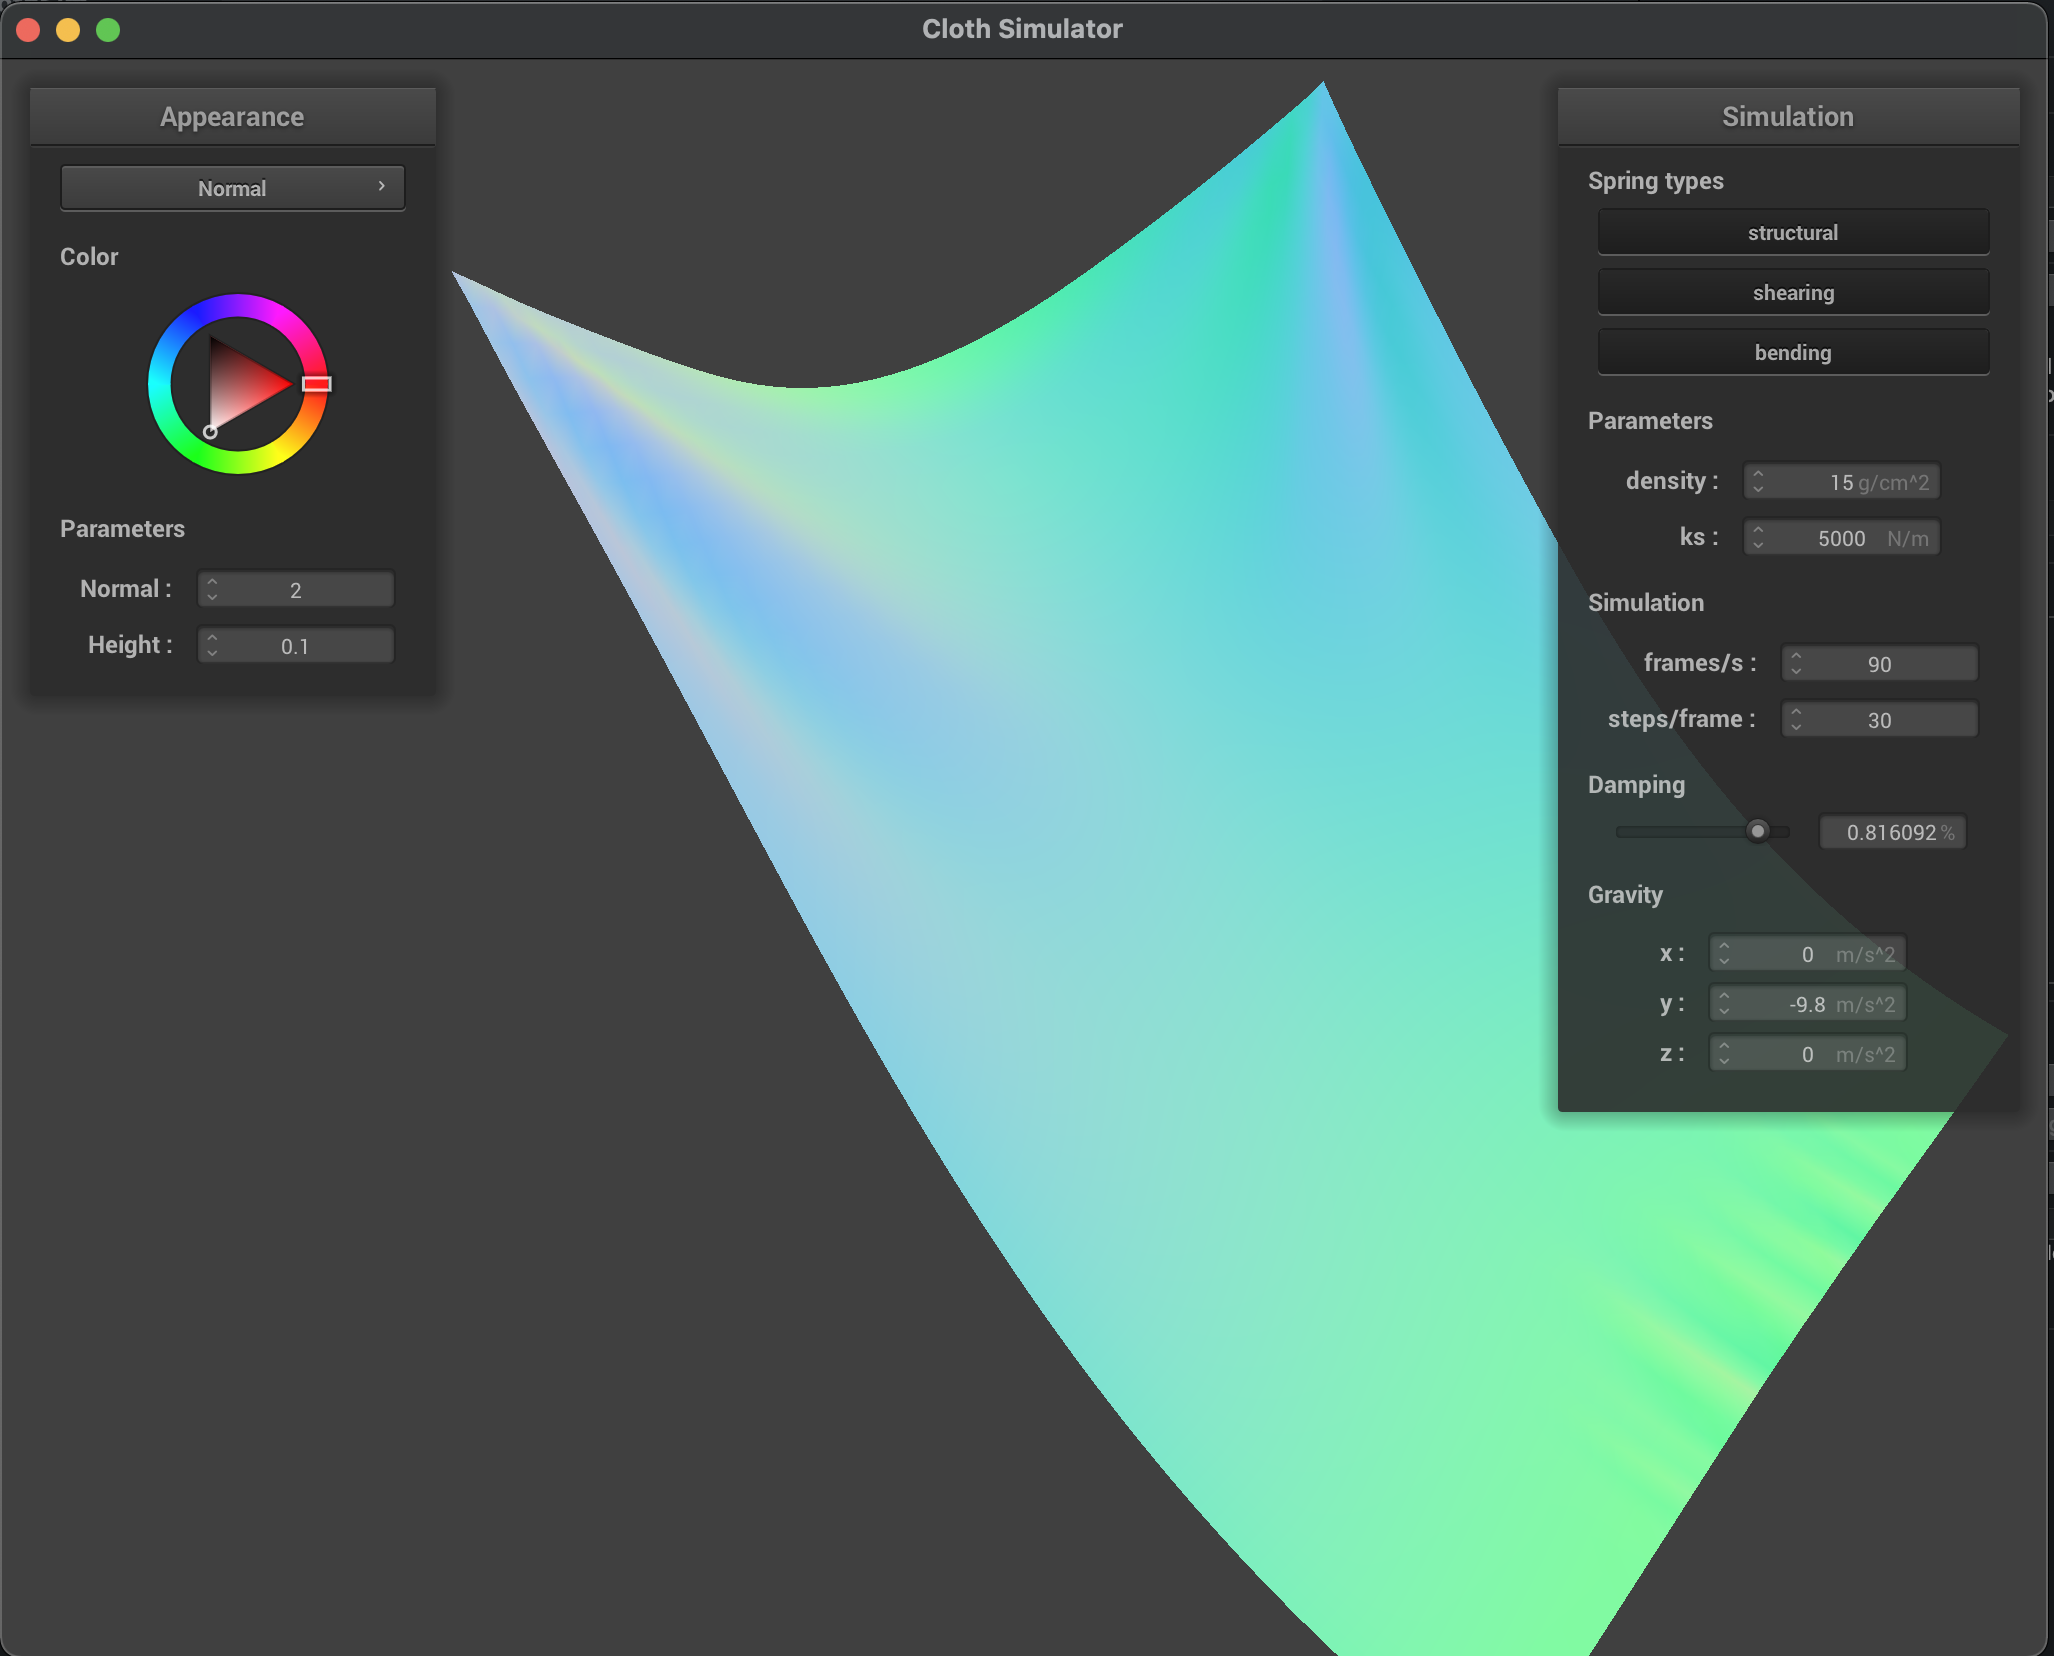 Cloth Simulator
Appearance
Normal
Color
Parameters
Normal : 2
Height : 0.1
Simulation
Spring types
structural
shearing
bending
Parameters
density : 15 g/cm^2
ks : 5000 N/m
Simulation
frames/s : 90
steps/frame : 30
Damping
0.816092 %
Gravity
x : 0 m/s^2
y : -9.8 m/s^2
z : 0 m/s^2